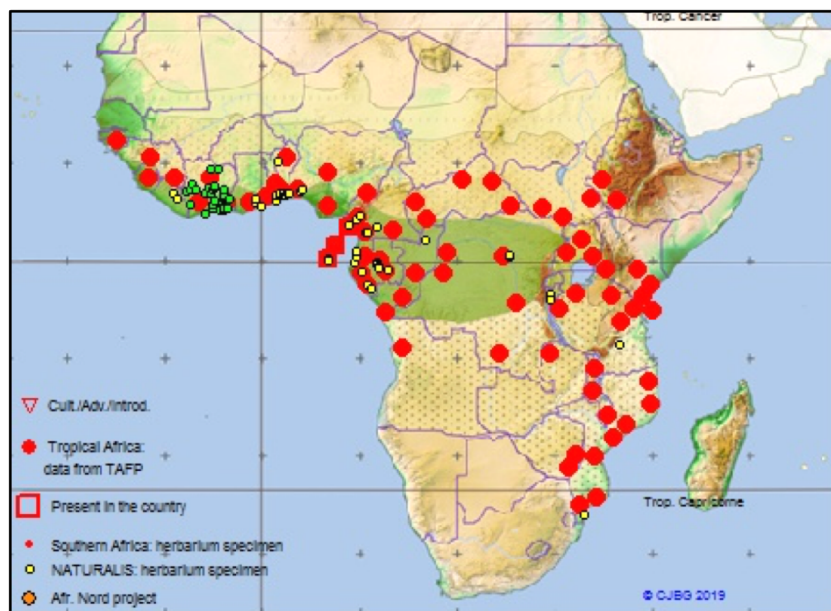 Trop. Cancer
Cult./Adv./Introd.
Tropical Africa:
data from TAFP
Present in the country
Trop. Capricorne
Southern Africa: herbarium specimen
NATURALIS: herbarium specimen
Afr. Nord project
© CJBG 2019